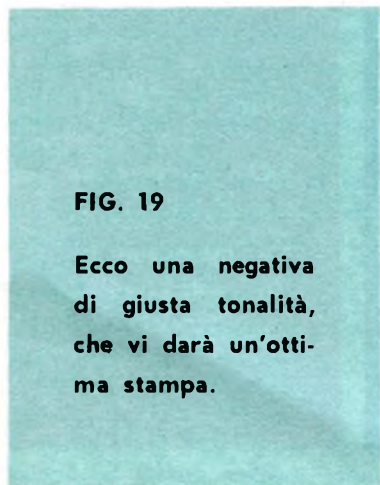 FIG. 19
Ecco una negativa
di giusta tonalità,
che vi darà un'otti-
ma stampa.